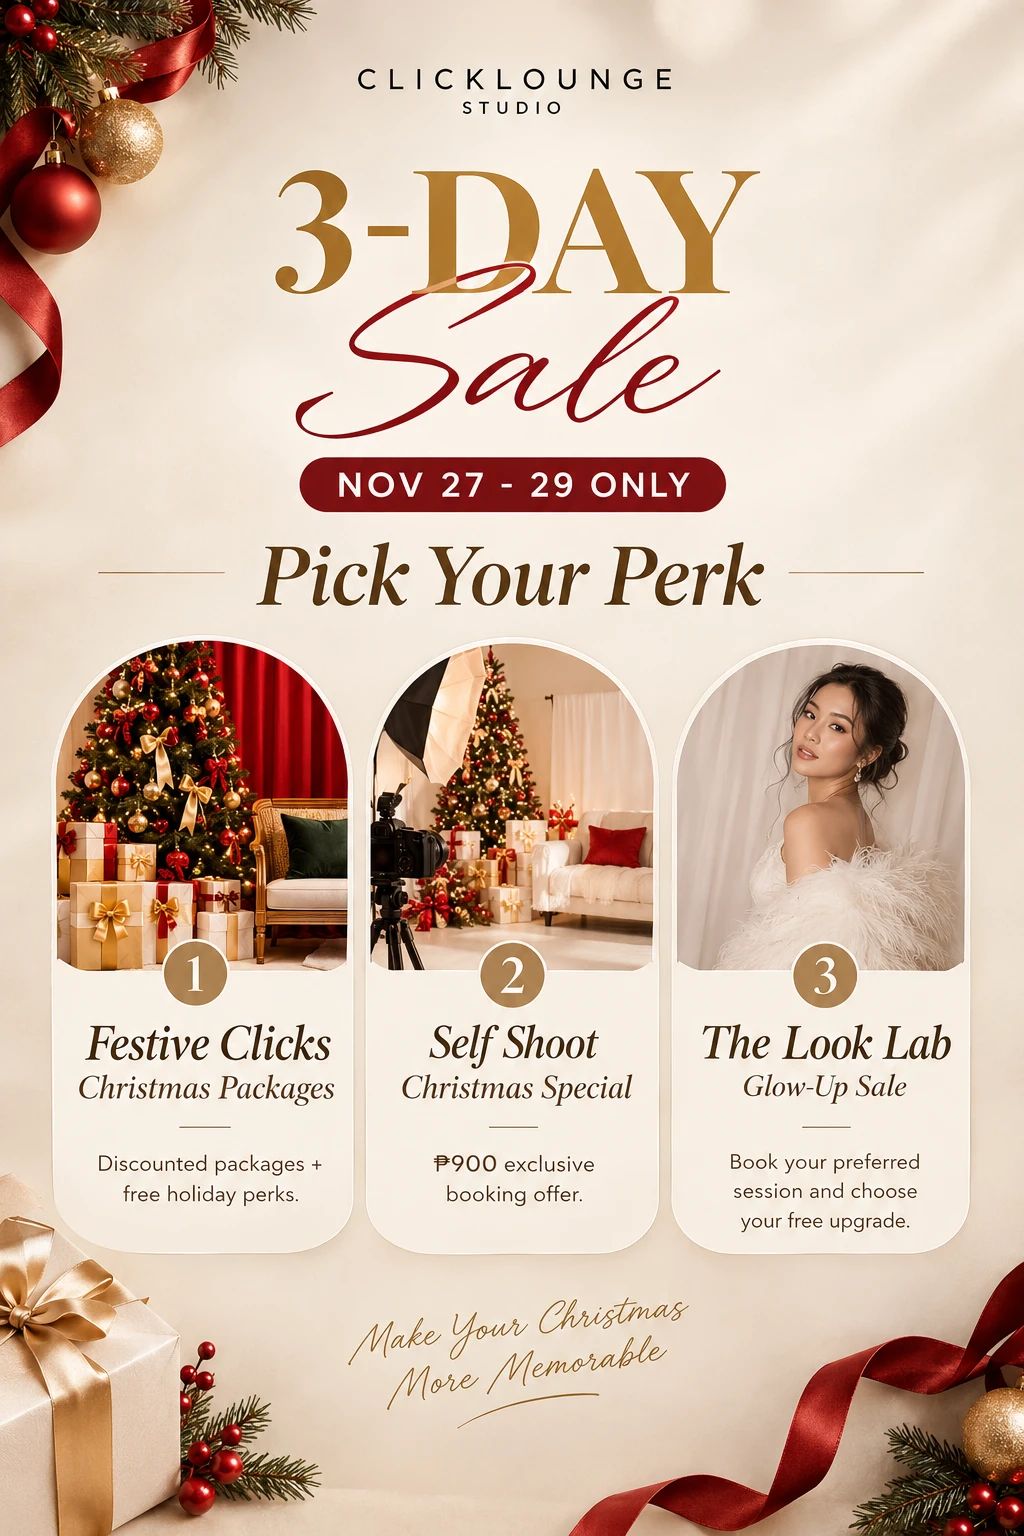 CLICKLOUNGE
STUDIO
3-DAY
Sale
NOV 27 - 29 ONLY
Pick Your Perk
1
Festive Clicks
Christmas Packages
Discounted packages +
free holiday perks.
2
Self Shoot
Christmas Special
₱900 exclusive
booking offer.
3
The Look Lab
Glow-Up Sale
Book your preferred
session and choose
your free upgrade.
Make Your Christmas
More Memorable